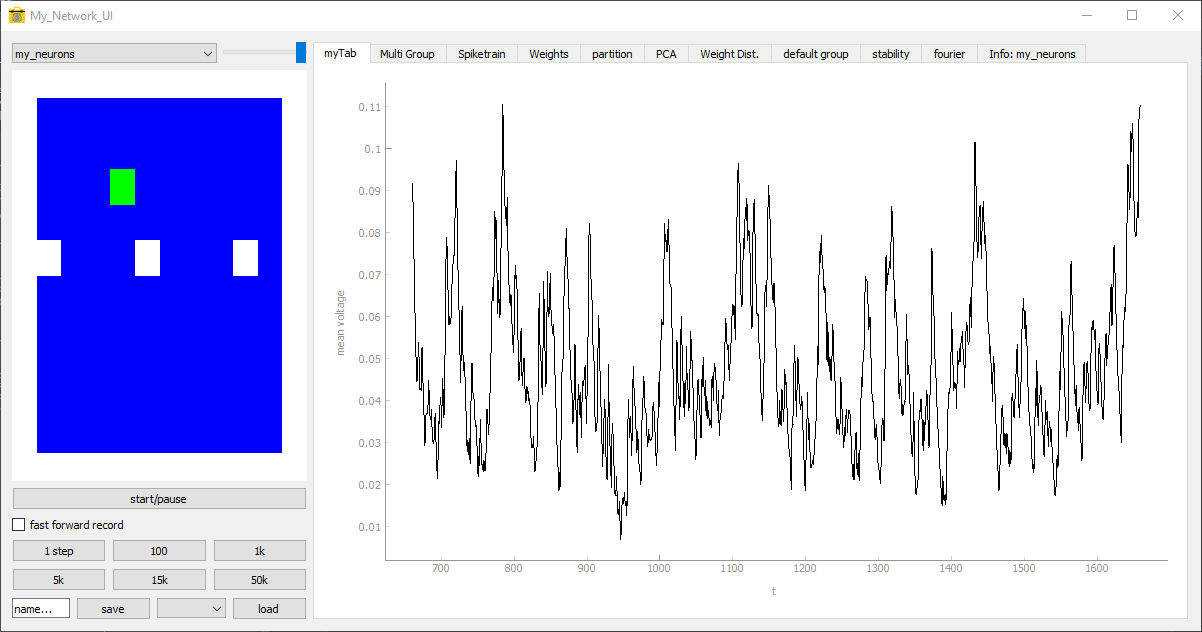 My_Network_UI
my_neurons
myTab Multi Group Spiketrain Weights partition PCA Weight Dist. default group stability fourier Info: my_neurons
0.11
0.1
0.09
0.08
0.07
0.06
0.05
0.04
0.03
0.02
0.01
mean voltage
700 800 900 1000 1100 1200 1300 1400 1500 1600
t
start/pause
fast forward record
1 step 100 1k
5k 15k 50k
name... save load